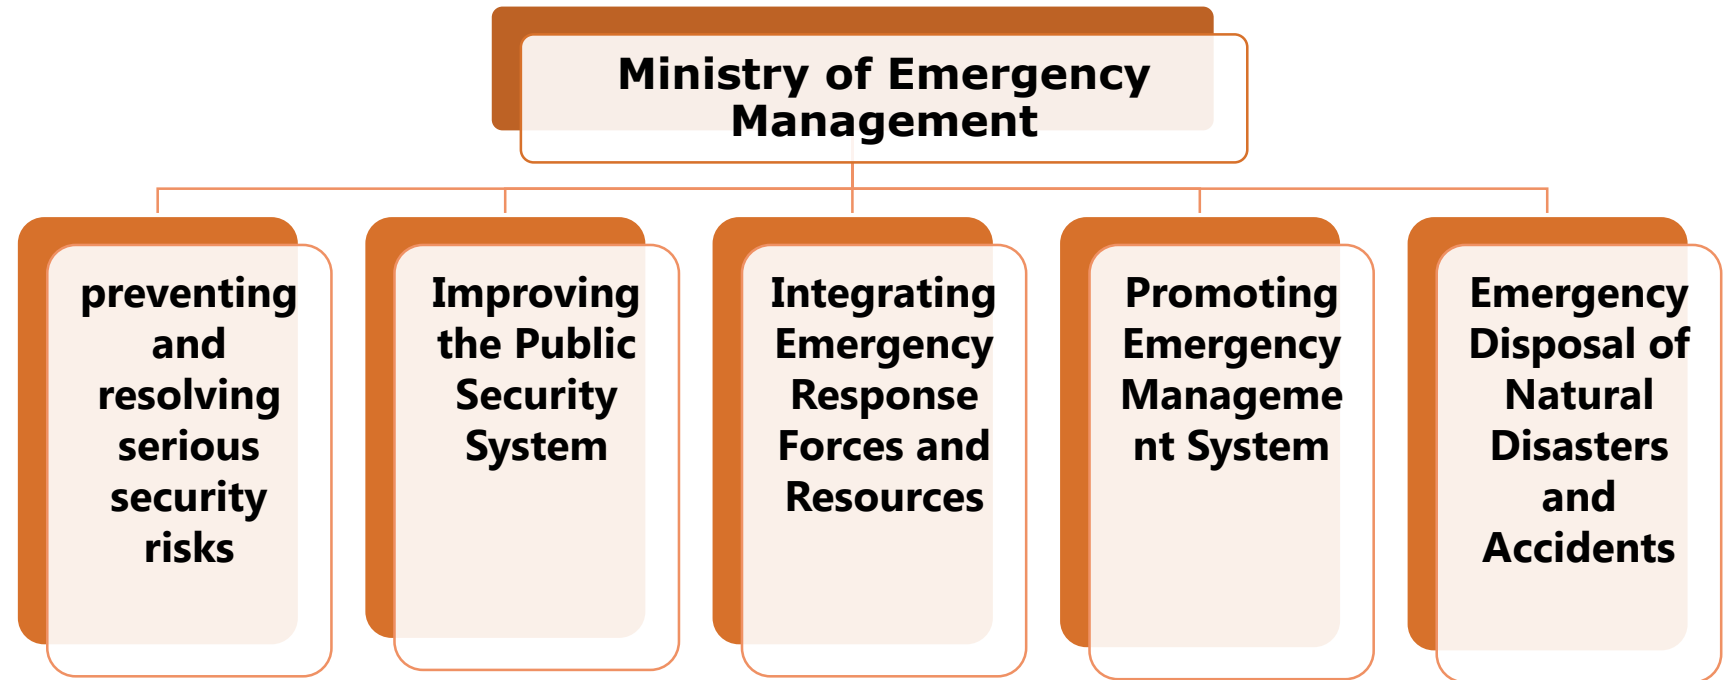 Ministry of Emergency
Management
preventing
and
resolving
serious
security
risks
Improving
the Public
Security
System
Integrating
Emergency
Response
Forces and
Resources
Promoting
Emergency
Manageme
nt System
Emergency
Disposal of
Natural
Disasters
and
Accidents